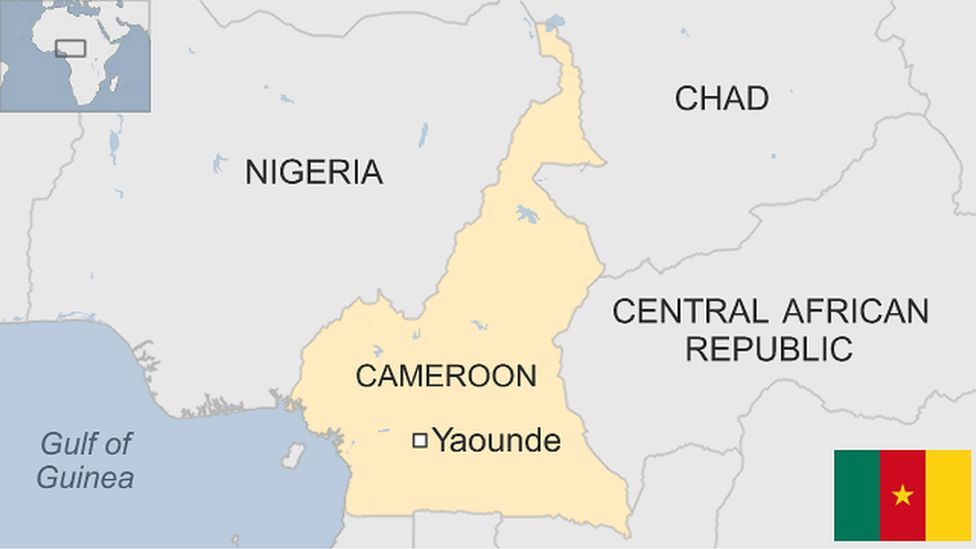 CHAD
NIGERIA
CENTRAL AFRICAN
REPUBLIC
CAMEROON
Yaounde
Gulf of
Guinea